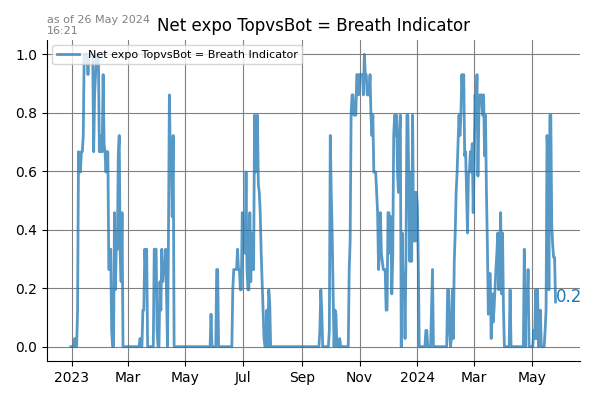 as of 26 May 2024
16:21
Net expo TopvsBot = Breath Indicator
Net expo TopvsBot = Breath Indicator
1.0
0.8
0.6
0.4
0.2
0.0
0.2
2023 Mar May Jul Sep Nov 2024 Mar May